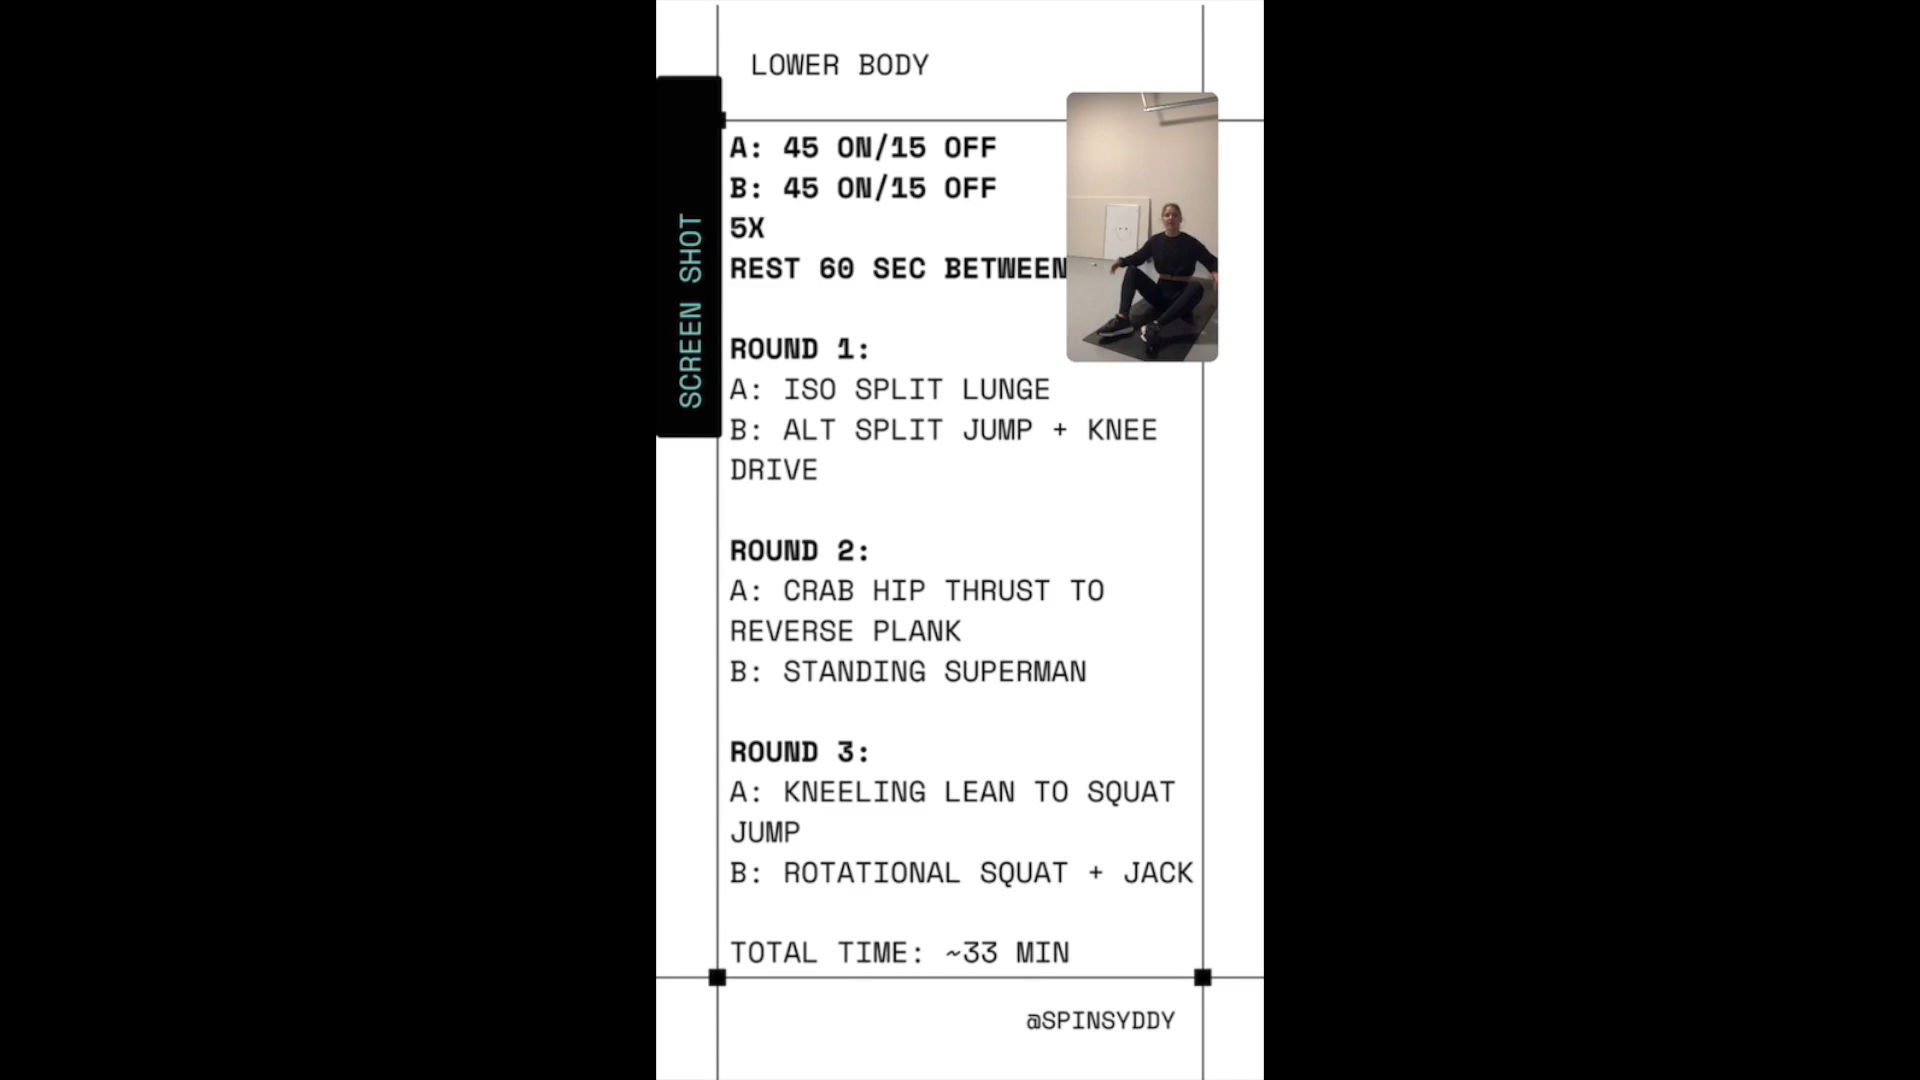 LOWER BODY
SCREEN SHOT
A: 45 ON/15 OFF
B: 45 ON/15 OFF
5X
REST 60 SEC BETWEEN
ROUND 1:
A: ISO SPLIT LUNGE
B: ALT SPLIT JUMP + KNEE
DRIVE
ROUND 2:
A: CRAB HIP THRUST TO
REVERSE PLANK
B: STANDING SUPERMAN
ROUND 3:
A: KNEELING LEAN TO SQUAT
JUMP
B: ROTATIONAL SQUAT + JACK
TOTAL TIME: ~33 MIN
@SPINSYDDY